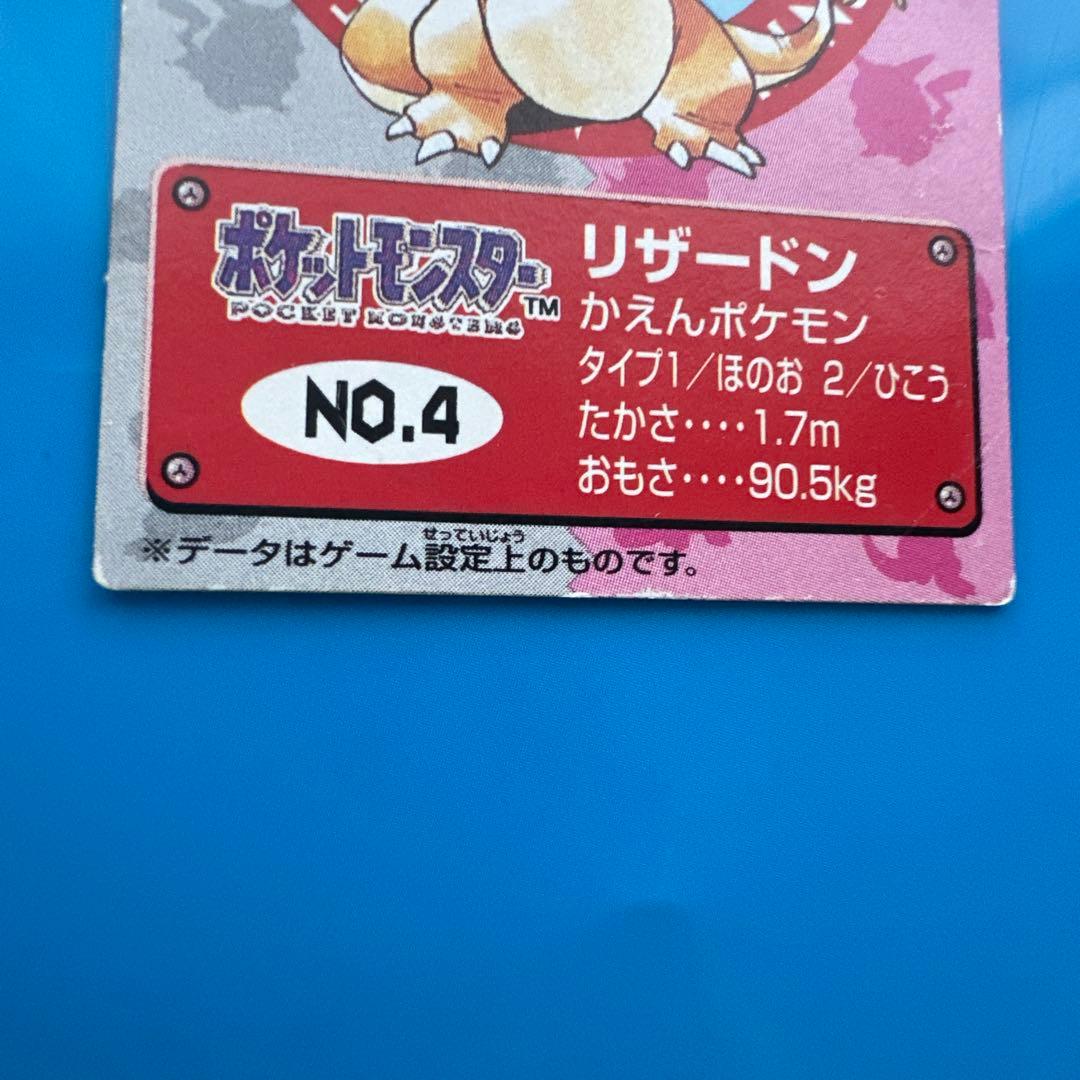 ポケットモンスター™
POCKET MONSTERS
NO.4
リザードン
かえんポケモン
タイプ1/ほのお 2/ひこう
たかさ‥‥1.7m
おもさ‥‥90.5kg
せっていじょう
※データはゲーム設定上のものです。